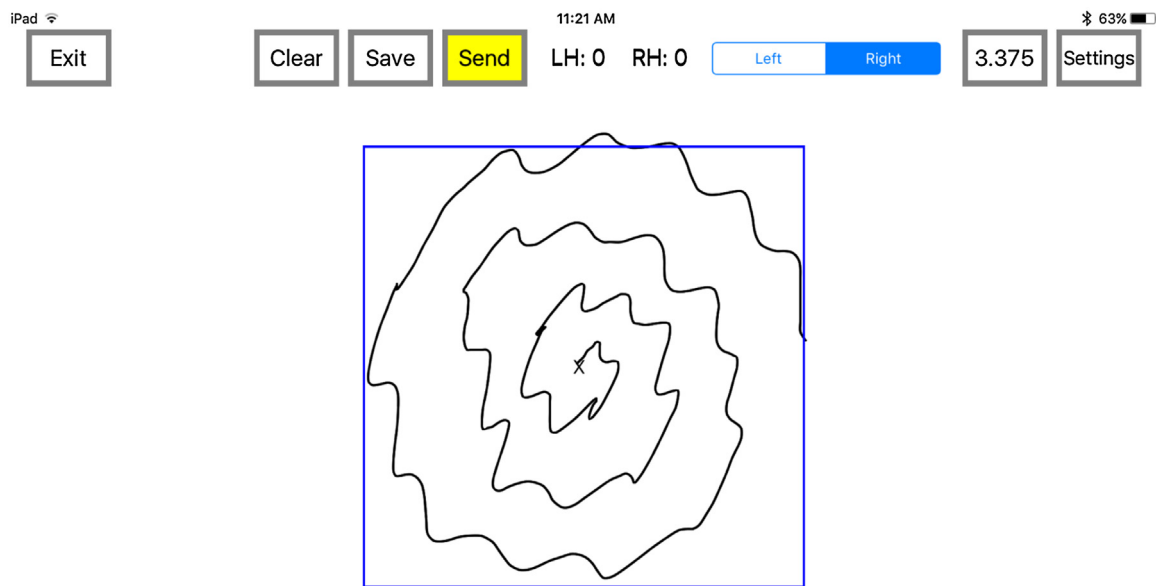 iPad 11:21 AM 63%
Exit Clear Save Send LH: 0 RH: 0 Left Right 3.375 Settings
X